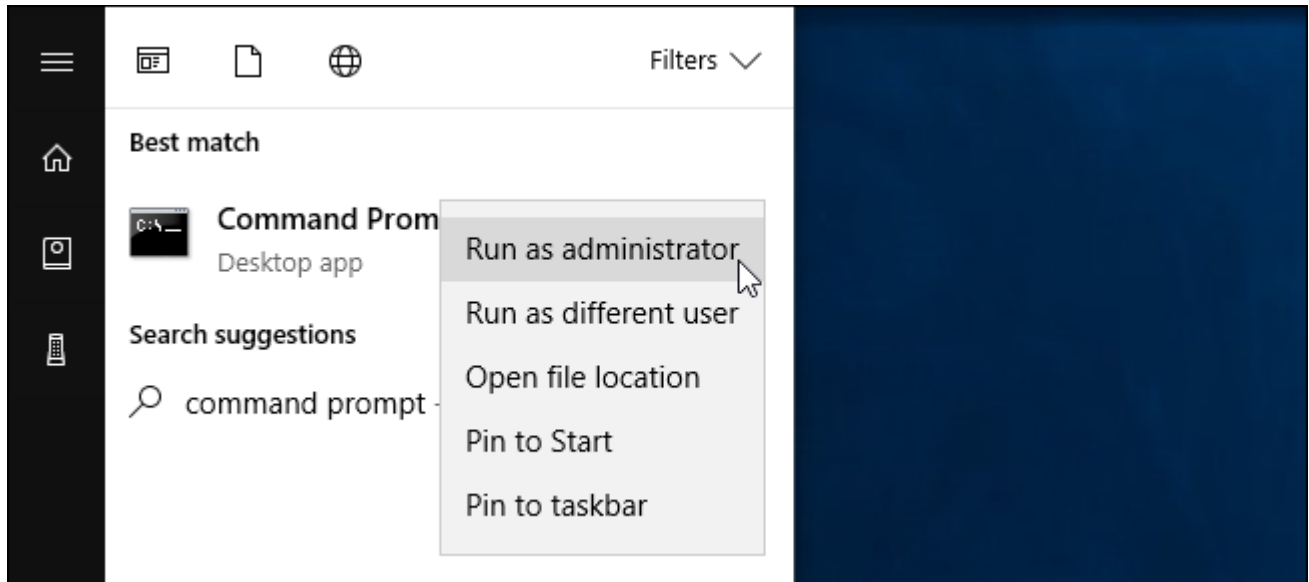 Filters
Best match
Command Prom
Desktop app
Run as administrator
Run as different user
Open file location
Pin to Start
Pin to taskbar
Search suggestions
command prompt -
C:\_